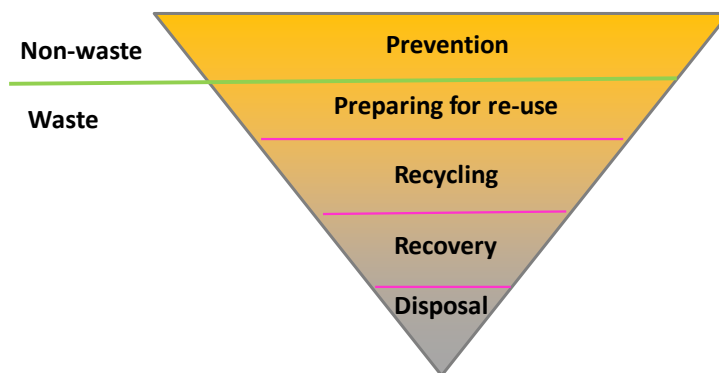 Prevention
Non-waste
Preparing for re-use
Waste
Recycling
Recovery
Disposal